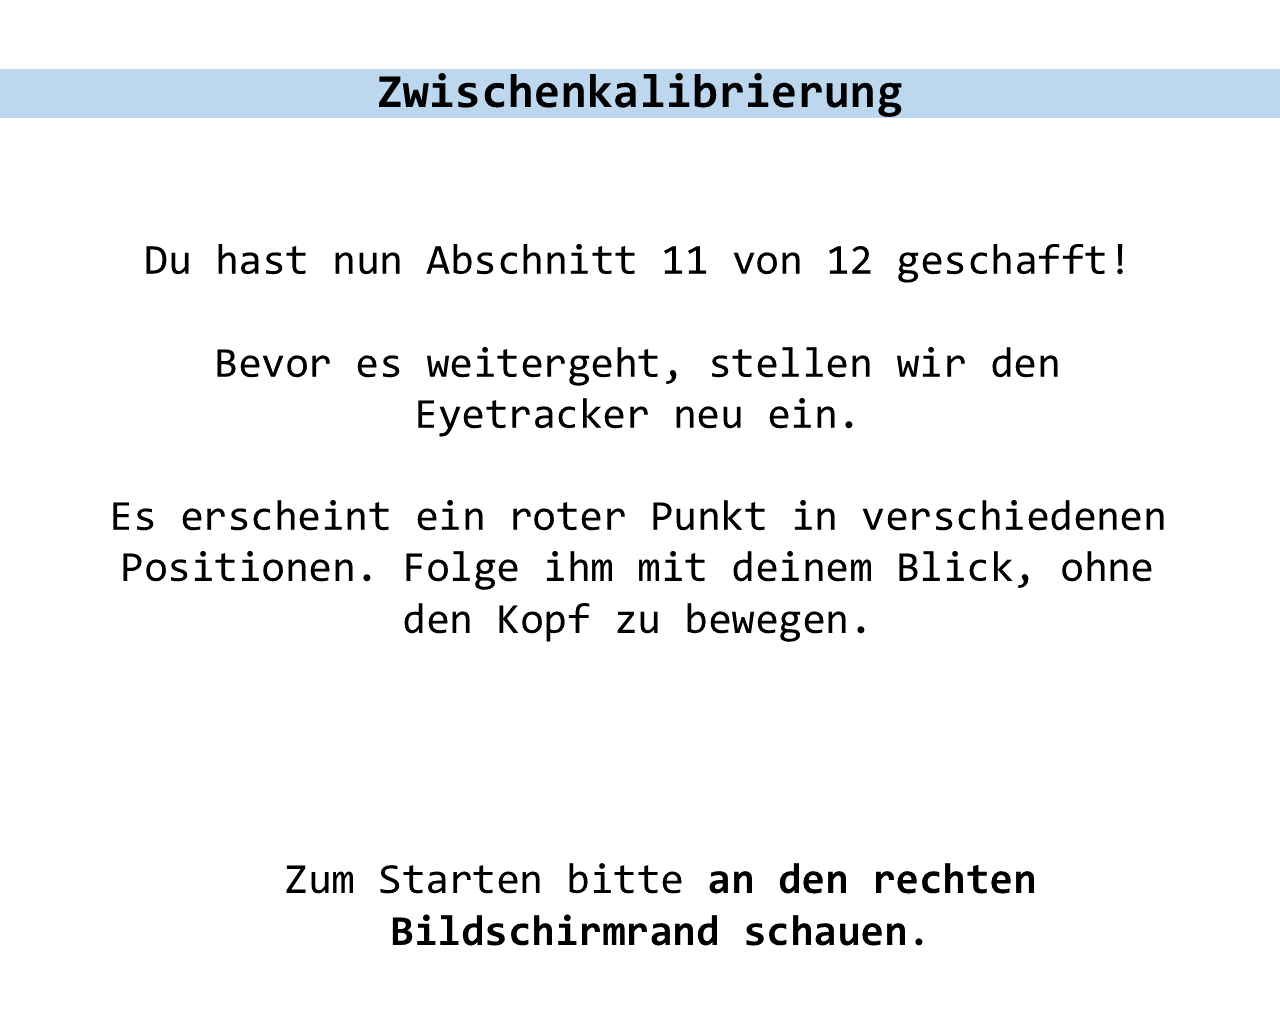 Zwischenkalibrierung
Du hast nun Abschnitt 11 von 12 geschafft!
Bevor es weitergeht, stellen wir den
Eyetracker neu ein.
Es erscheint ein roter Punkt in verschiedenen
Positionen. Folge ihm mit deinem Blick, ohne
den Kopf zu bewegen.
Zum Starten bitte an den rechten
Bildschirmrand schauen.